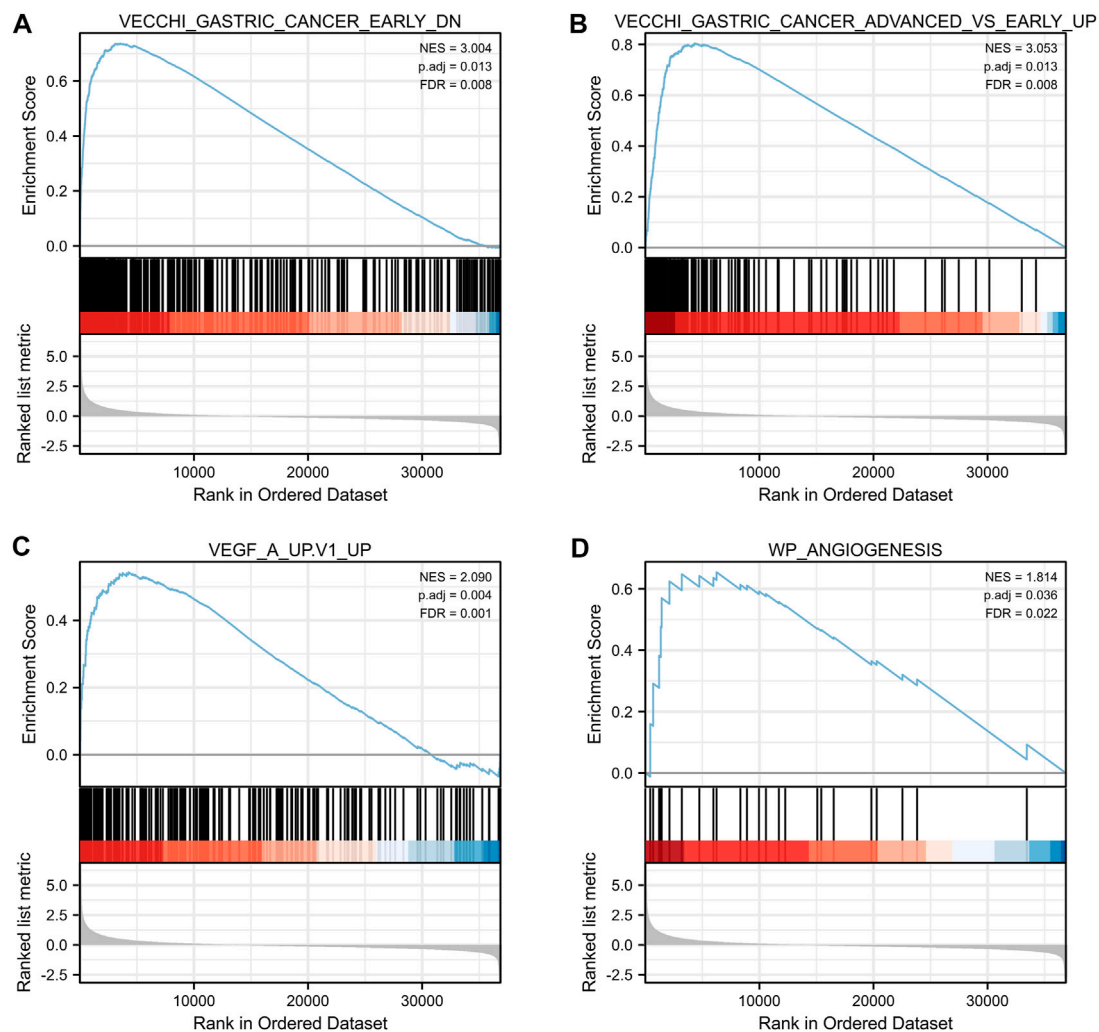 A
VECCHI_GASTRIC_CANCER_EARLY_DN
NES = 3.004
p.adj = 0.013
FDR = 0.008
Enrichment Score
0.6
0.4
0.2
0.0
Ranked list metric
5.0
2.5
0.0
-2.5
10000 20000 30000
Rank in Ordered Dataset
B
VECCHI_GASTRIC_CANCER_ADVANCED_VS_EARLY_UP
NES = 3.053
p.adj = 0.013
FDR = 0.008
Enrichment Score
0.8
0.6
0.4
0.2
0.0
Ranked list metric
5.0
2.5
0.0
-2.5
10000 20000 30000
Rank in Ordered Dataset
C
VEGF_A_UP.V1_UP
NES = 2.090
p.adj = 0.004
FDR = 0.001
Enrichment Score
0.4
0.2
0.0
Ranked list metric
5.0
2.5
0.0
-2.5
10000 20000 30000
Rank in Ordered Dataset
D
WP_ANGIOGENESIS
NES = 1.814
p.adj = 0.036
FDR = 0.022
Enrichment Score
0.6
0.4
0.2
0.0
Ranked list metric
5.0
2.5
0.0
-2.5
10000 20000 30000
Rank in Ordered Dataset